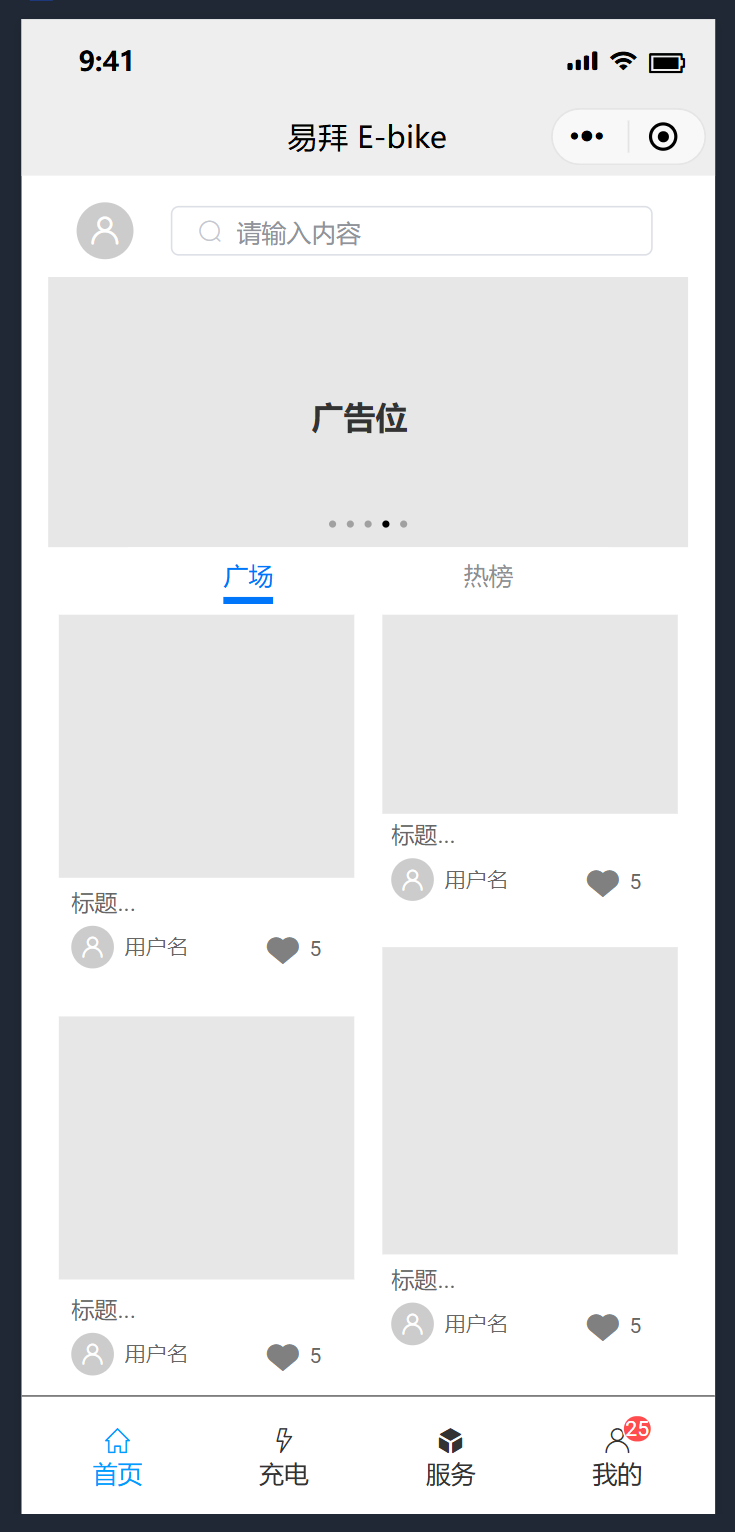 9:41
易拜 E-bike
请输入内容
广告位
广场 热榜
标题...
用户名 5
标题...
用户名 5
标题...
用户名 5
标题...
用户名 5
25
首页 充电 服务 我的